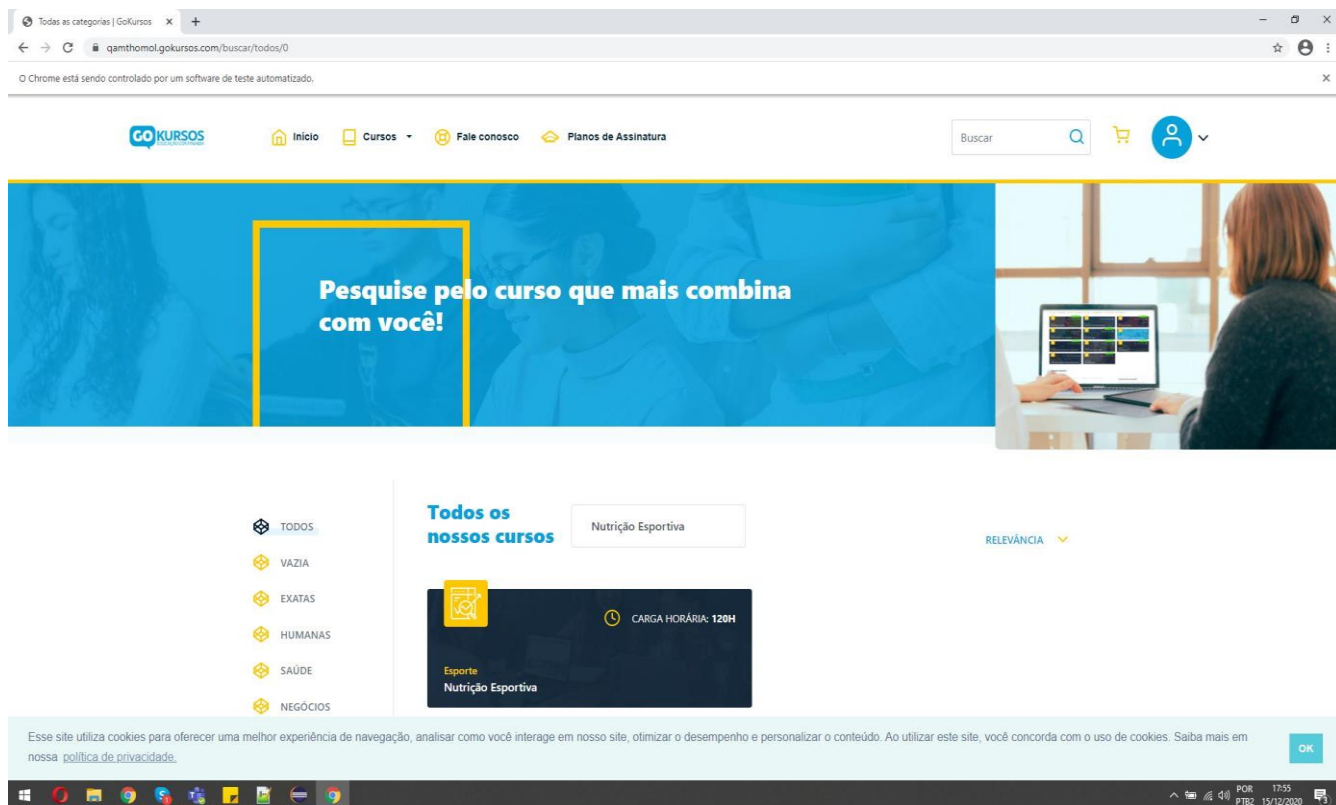 Todas as categorias | GoKursos
qamthomol.gokursos.com/buscar/todos/0
O Chrome está sendo controlado por um software de teste automatizado.
GO KURSOS
Início
Cursos
Fale conosco
Planos de Assinatura
Buscar
Pesquise pelo curso que mais combina
com você!
Todos os
nossos cursos
Nutrição Esportiva
RELEVÂNCIA
TODOS
VAZIA
EXATAS
HUMANAS
SAÚDE
NEGÓCIOS
CARGA HORÁRIA: 120H
Esporte
Nutrição Esportiva
Esse site utiliza cookies para oferecer uma melhor experiência de navegação, analisar como você interage em nosso site, otimizar o desempenho e personalizar o conteúdo. Ao utilizar este site, você concorda com o uso de cookies. Saiba mais em
nossa política de privacidade.
OK
POR 17:55
PTB2 15/12/2020